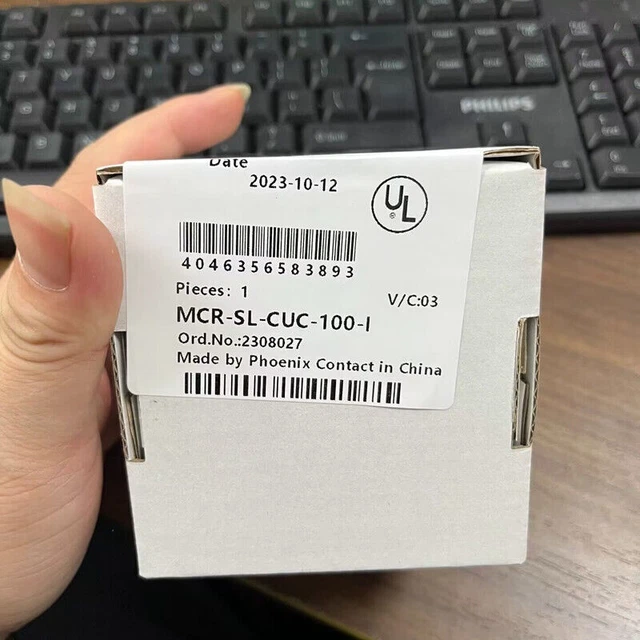 PHILIPS
Date
2023-10-12
UL
®
4046356583893
Pieces: 1
V/C:03
MCR-SL-CUC-100-I
Ord.No.:2308027
Made by Phoenix Contact in China